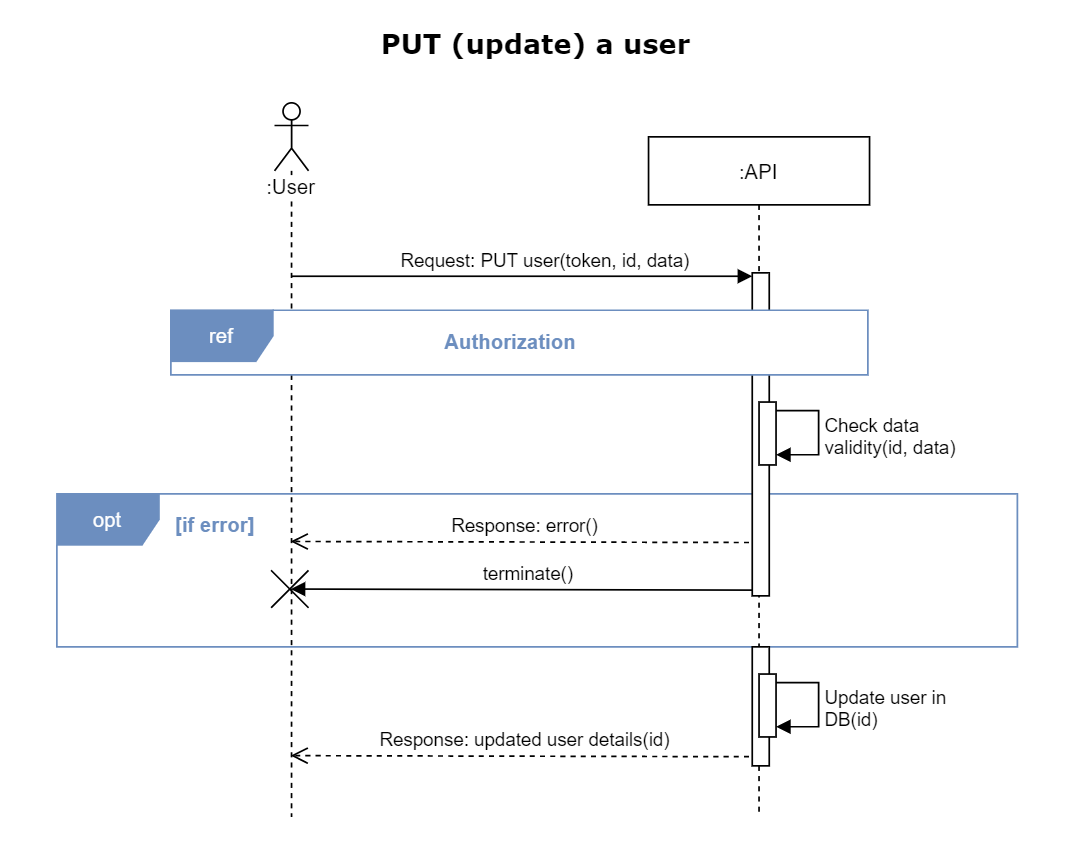 PUT (update) a user
:User
:API
Request: PUT user(token, id, data)
ref
Authorization
Check data
validity(id, data)
opt
[if error]
Response: error()
terminate()
Update user in
DB(id)
Response: updated user details(id)